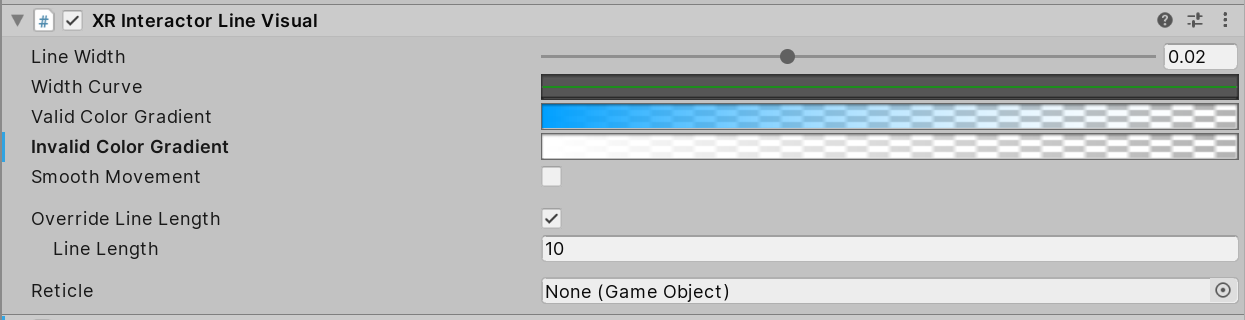 # XR Interactor Line Visual
Line Width 0.02
Width Curve
Valid Color Gradient
Invalid Color Gradient
Smooth Movement
Override Line Length
Line Length 10
Reticle None (Game Object)